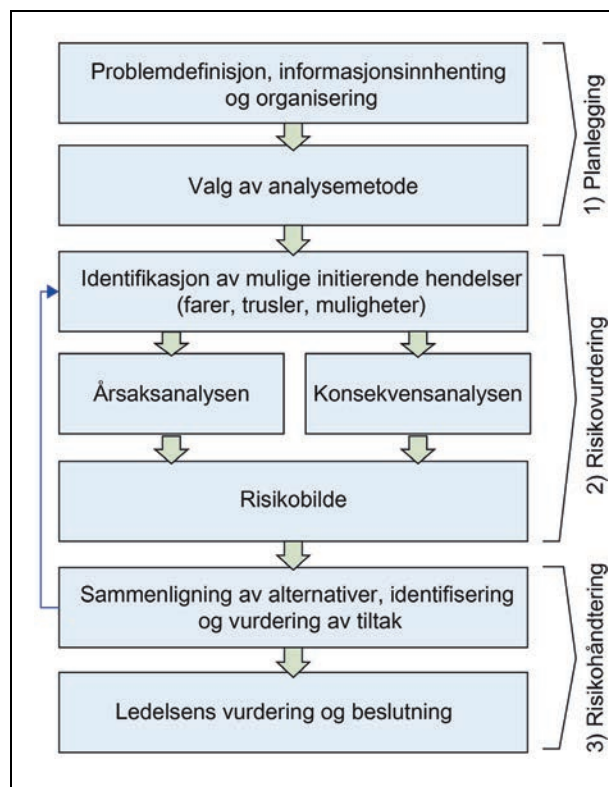 Problemdefinisjon, informasjonsinnhenting
og organisering
Valg av analysemetode
1) Planlegging
Identifikasjon av mulige initierende hendelser
(farer, trusler, muligheter)
Årsaksanalysen
Konsekvensanalysen
Risikobilde
2) Risikovurdering
Sammenligning av alternativer, identifisering
og vurdering av tiltak
Ledelsens vurdering og beslutning
3) Risikohåndtering